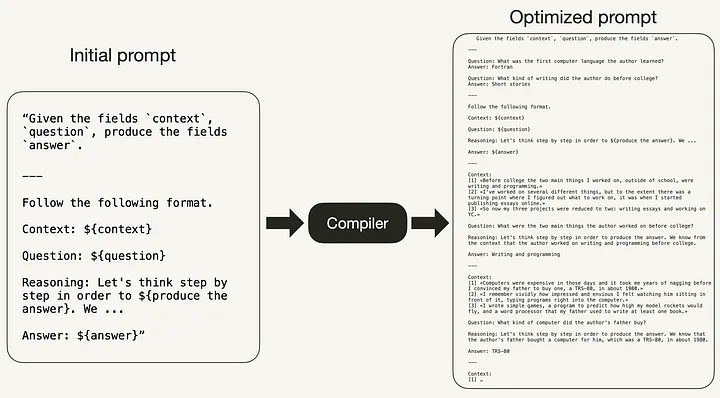 Initial prompt
“Given the fields `context`,
`question`, produce the fields
`answer`.
———
Follow the following format.
Context: ${context}
Question: ${question}
Reasoning: Let's think step by
step in order to ${produce the
answer}. We ...
Answer: ${answer}”
Compiler
Optimized prompt
Given the fields `context`, `question`, produce the fields `answer`.
———
Question: What was the first computer language the author learned?
Answer: Fortran
Question: What kind of writing did the author do before college?
Answer: Short stories
———
Follow the following format.
Context: ${context}
Question: ${question}
Reasoning: Let's think step by step in order to ${produce the answer}. We ...
Answer: ${answer}
———
Context:
[1] «Before college the two main things I worked on, outside of school, were
writing and programming.»
[2] «I've worked on several different things, but to the extent there was a
turning point where I figured out what to work on, it was when I started
publishing essays online.»
[3] «So now my three projects were reduced to two: writing essays and working on
YC.»
Question: What were the two main things the author worked on before college?
Reasoning: Let's think step by step in order to produce the answer. We know from
the context that the author worked on writing and programming before college.
Answer: Writing and programming
———
Context:
[1] «Computers were expensive in those days and it took me years of nagging before
I convinced my father to buy one, a TRS-80, in about 1980.»
[2] «I remember vividly how impressed and envious I felt watching him sitting in
front of it, typing programs right into the computer.»
[3] «I wrote simple games, a program to predict how high my model rockets would
fly, and a word processor that my father used to write at least one book.»
Question: What kind of computer did the author's father buy?
Reasoning: Let's think step by step in order to produce the answer. We know that
the author's father bought a computer for him, which was a TRS-80, in about 1980.
Answer: TRS-80
———
Context:
[1] …